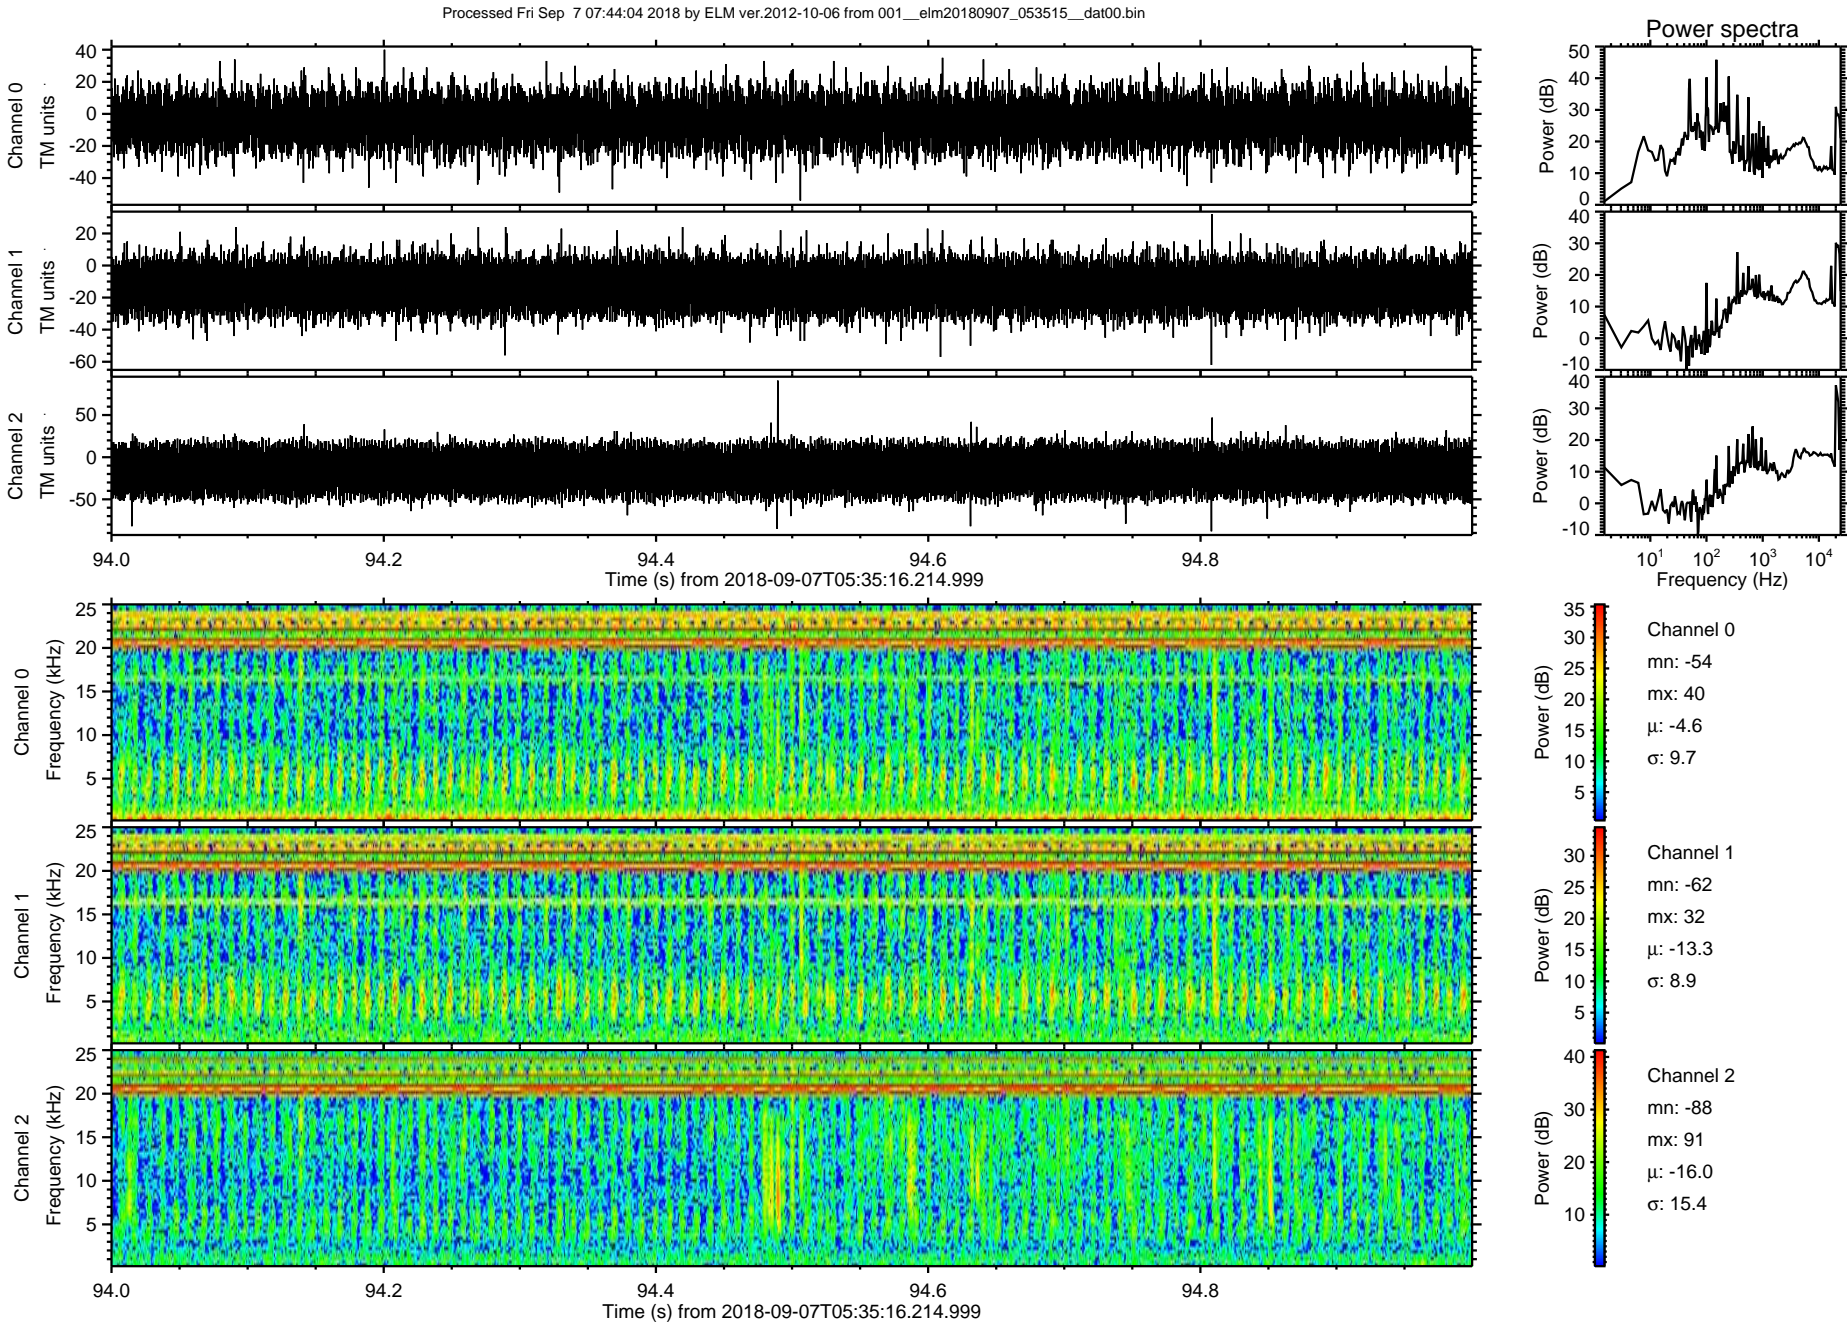 Processed Fri Sep  7 07:44:04 2018 by ELM ver.2012-10-06 from 001__elm20180907_053515__dat00.bin
Power spectra
Channel 0
TM units
40
20
0
-20
-40
Power (dB)
50
40
30
20
10
0
Channel 1
TM units
20
0
-20
-40
-60
Power (dB)
40
30
20
10
0
-10
Channel 2
TM units
50
0
-50
Power (dB)
40
30
20
10
0
-10
94.0 94.2 94.4 94.6 94.8
Time (s) from 2018-09-07T05:35:16.214.999
10^1 10^2 10^3 10^4
Frequency (Hz)
Channel 0
Frequency (kHz)
25
20
15
10
5
Power (dB)
35
30
25
20
15
10
5
Channel 0
mn: -54
mx: 40
μ: -4.6
σ: 9.7
Channel 1
Frequency (kHz)
25
20
15
10
5
Power (dB)
30
25
20
15
10
5
Channel 1
mn: -62
mx: 32
μ: -13.3
σ: 8.9
Channel 2
Frequency (kHz)
25
20
15
10
5
Power (dB)
40
30
20
10
Channel 2
mn: -88
mx: 91
μ: -16.0
σ: 15.4
94.0 94.2 94.4 94.6 94.8
Time (s) from 2018-09-07T05:35:16.214.999